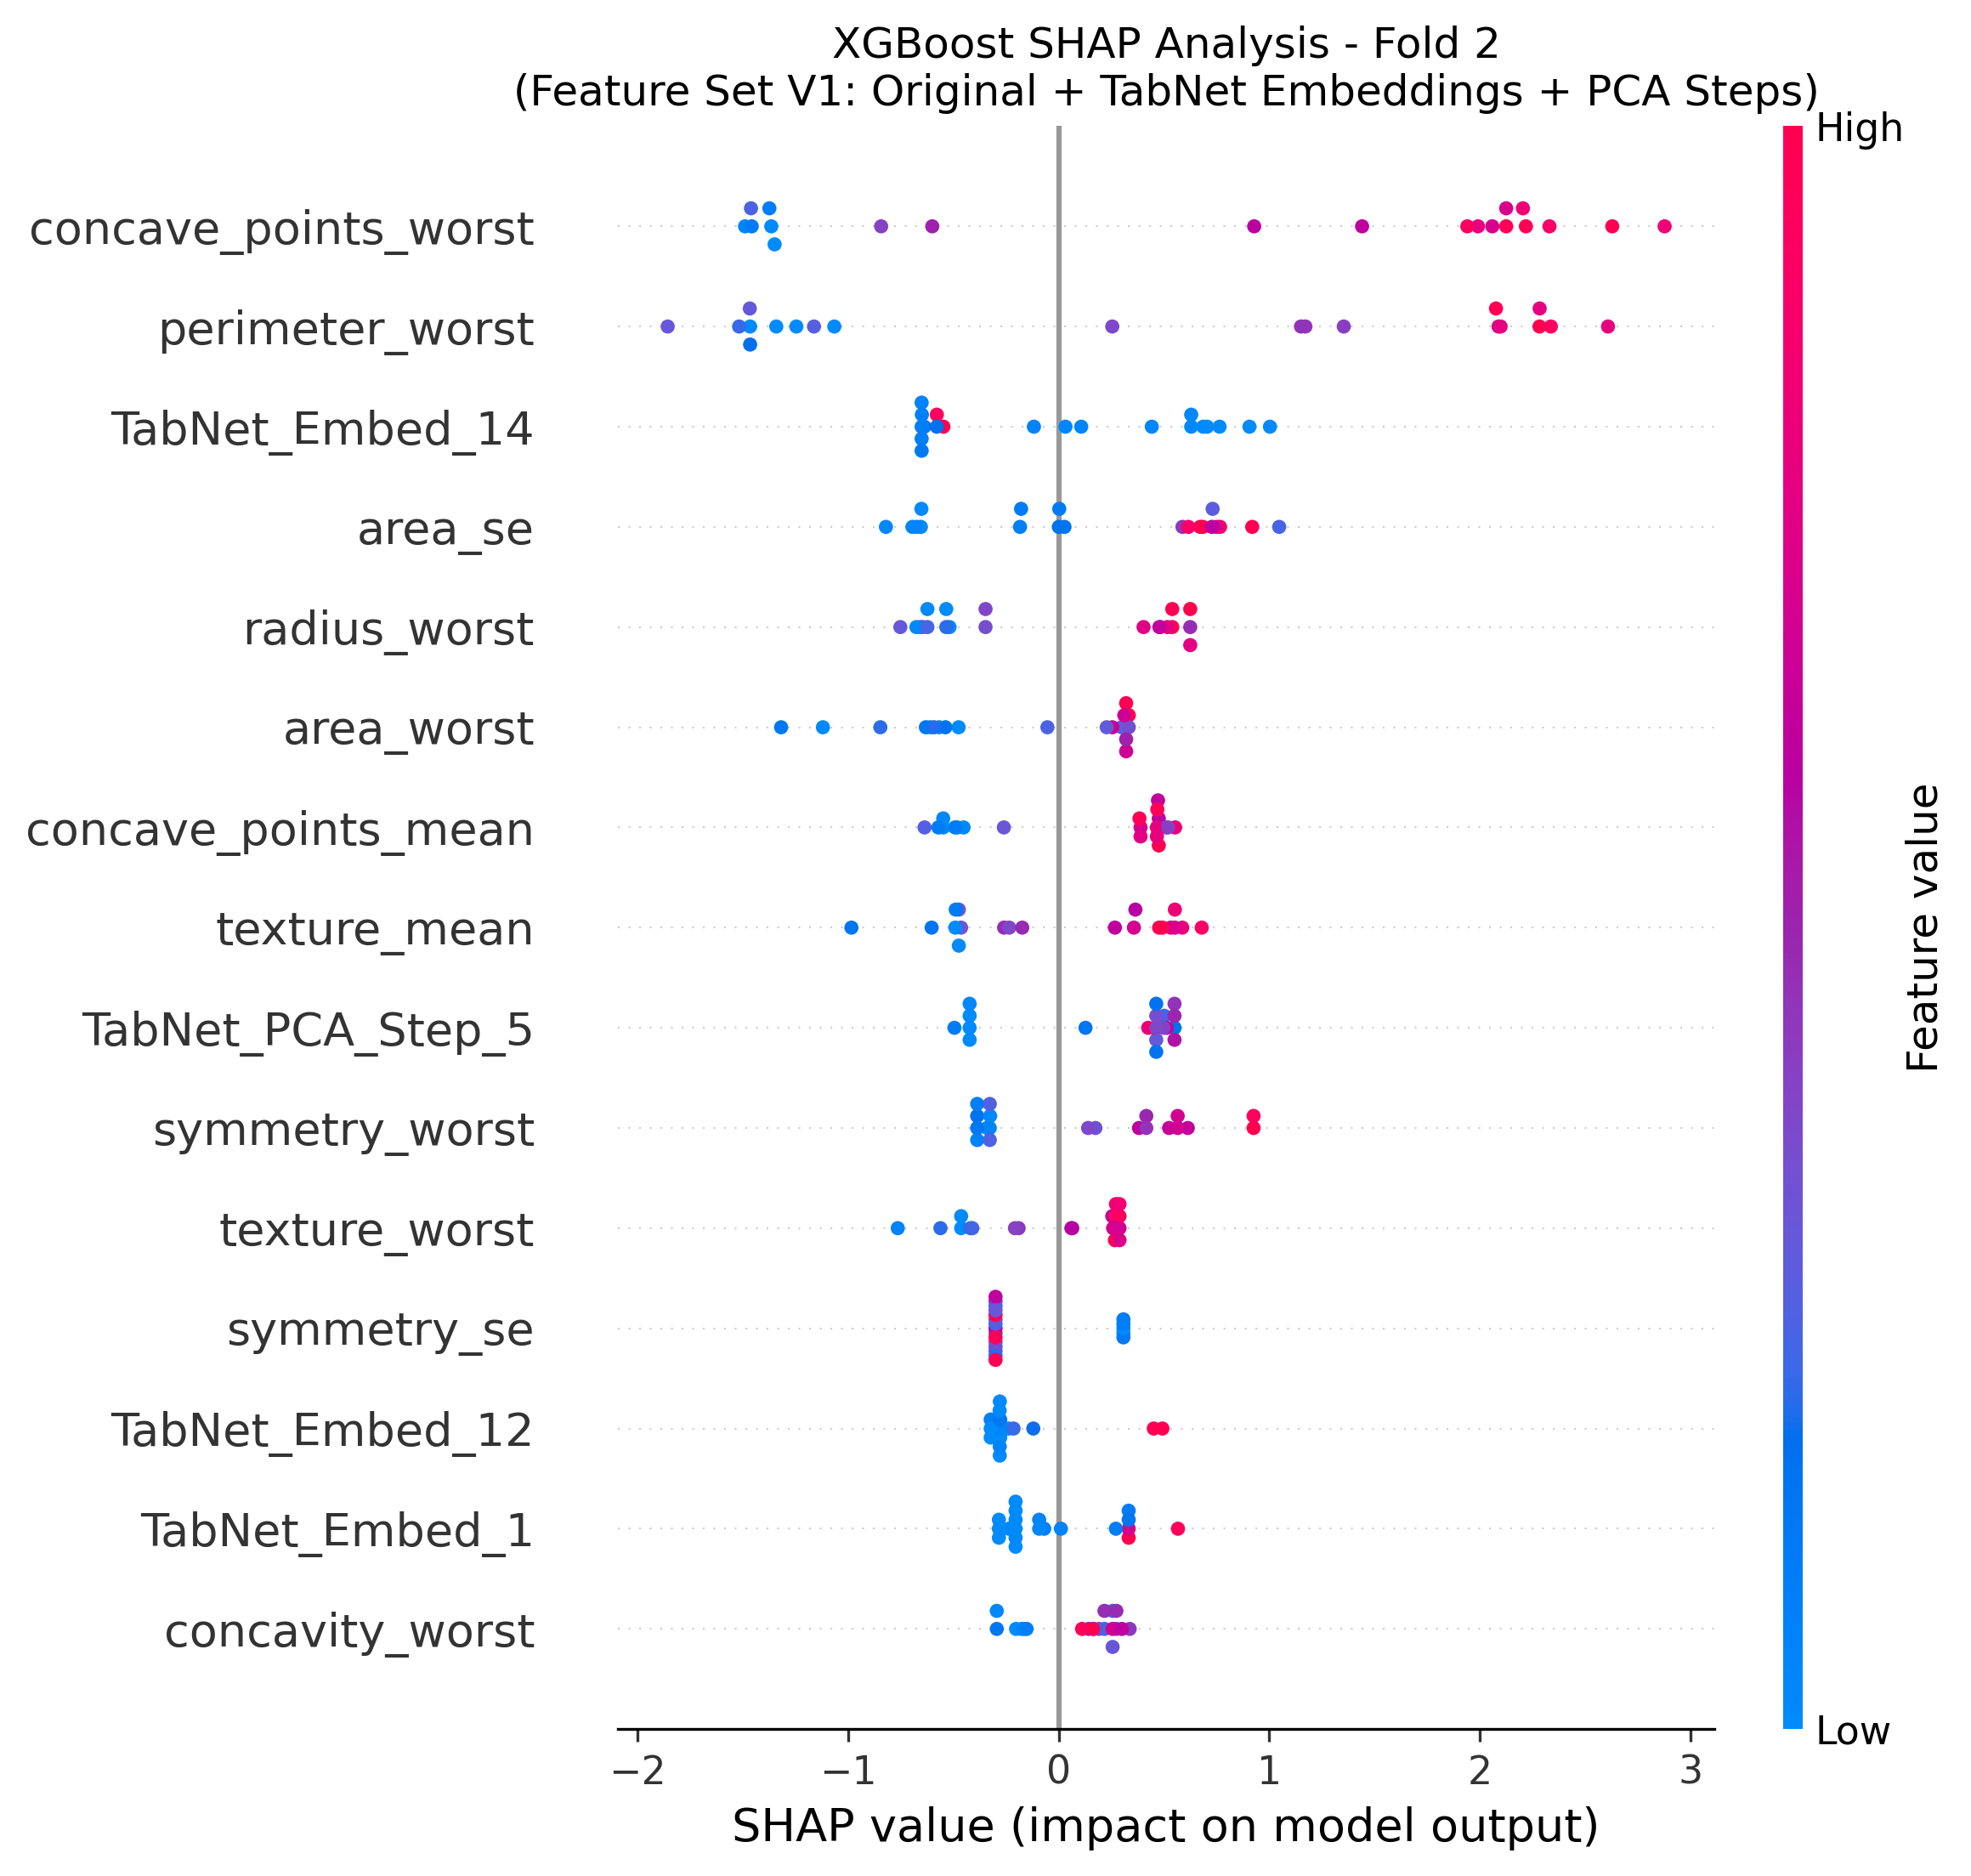 XGBoost SHAP Analysis - Fold 2
(Feature Set V1: Original + TabNet Embeddings + PCA Steps)
High
concave_points_worst
perimeter_worst
TabNet_Embed_14
area_se
radius_worst
area_worst
concave_points_mean
texture_mean
TabNet_PCA_Step_5
symmetry_worst
texture_worst
symmetry_se
TabNet_Embed_12
TabNet_Embed_1
concavity_worst
Feature value
Low
−2 −1 0 1 2 3
SHAP value (impact on model output)